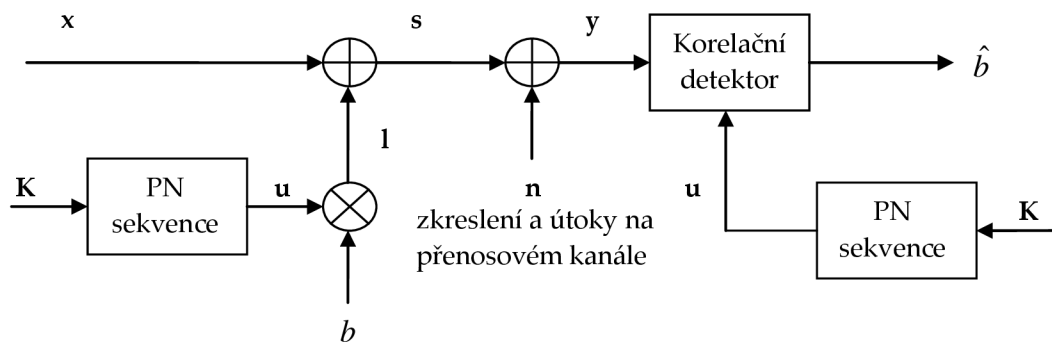 x
s
y
Korelační
detektor
b̂
l
K
PN
sekvence
u
n
zkreslení a útoky na
přenosovém kanále
u
PN
sekvence
K
b